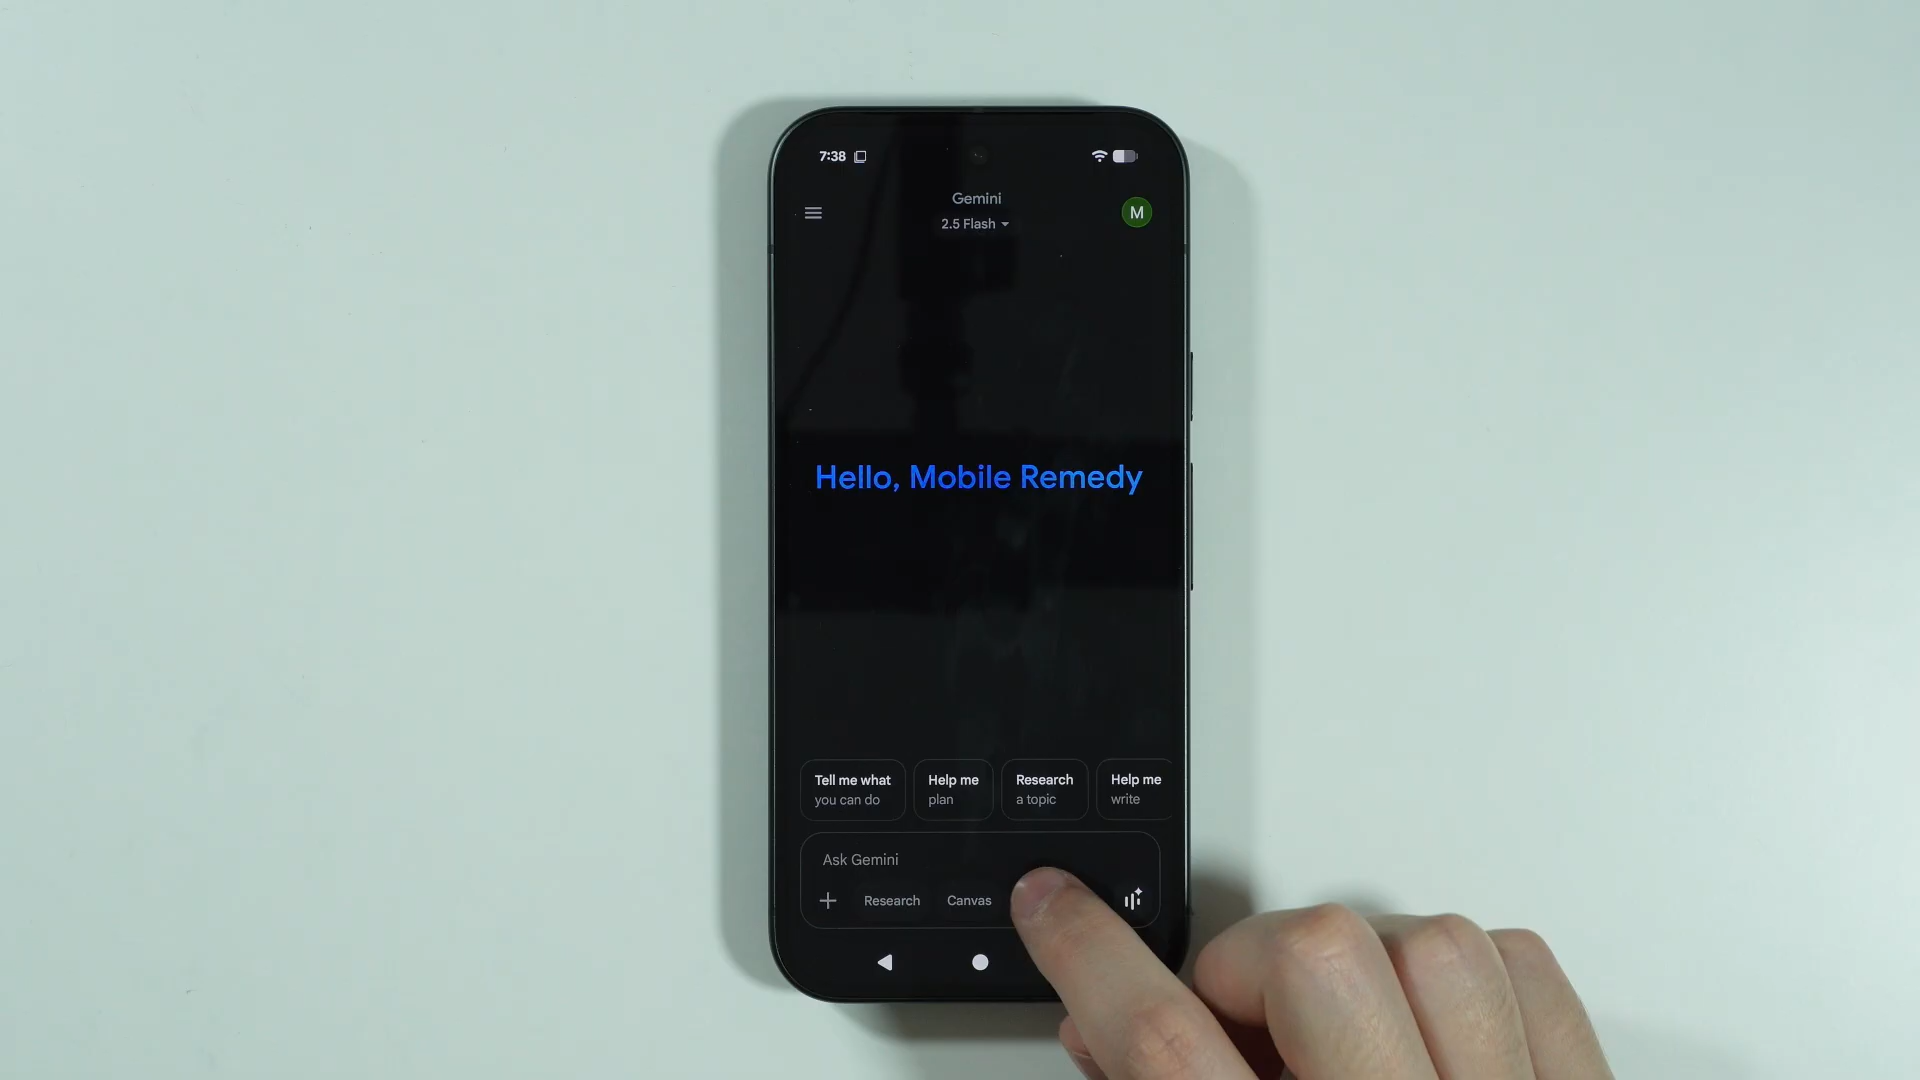 7:38
Gemini
2.5 Flash
M
Hello, Mobile Remedy
Tell me what
you can do
Help me
plan
Research
a topic
Help me
write
Ask Gemini
Research
Canvas